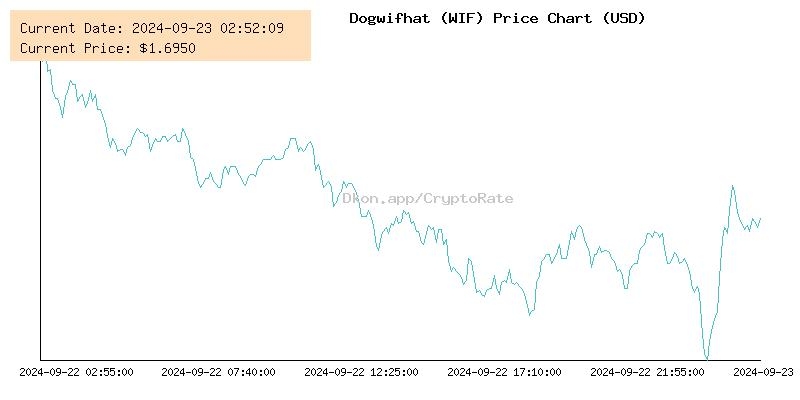 Dogwifhat (WIF) Price Chart (USD)
Current Date: 2024-09-23 02:52:09
Current Price: $1.6950
Dkon.app/CryptoRate
2024-09-22 02:55:00 2024-09-22 07:40:00 2024-09-22 12:25:00 2024-09-22 17:10:00 2024-09-22 21:55:00 2024-09-23